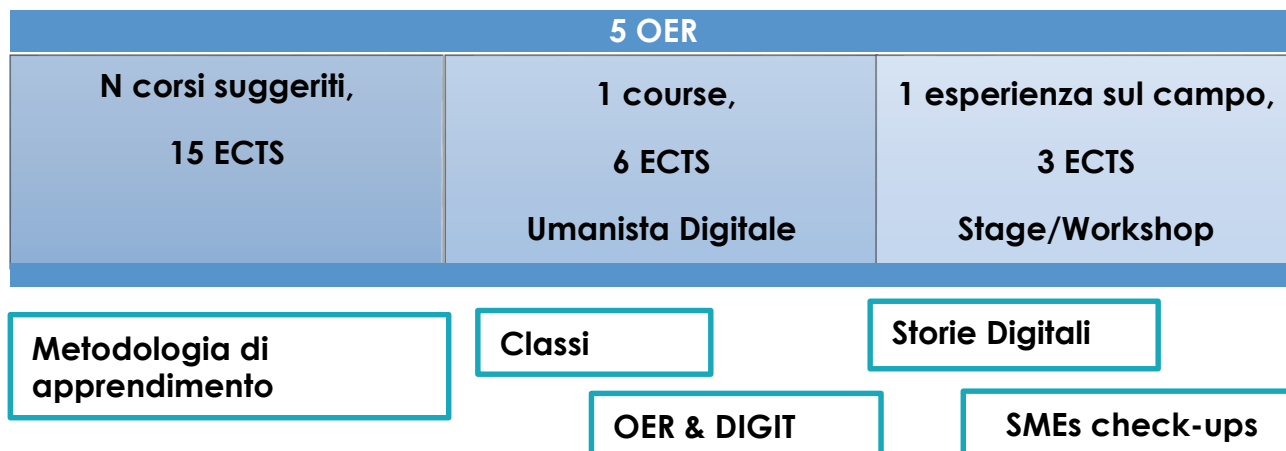 5 OER
N corsi suggeriti,
15 ECTS
1 course,
6 ECTS
Umanista Digitale
1 esperienza sul campo,
3 ECTS
Stage/Workshop
Metodologia di
apprendimento
Classi
Storie Digitali
OER & DIGIT
SMEs check-ups